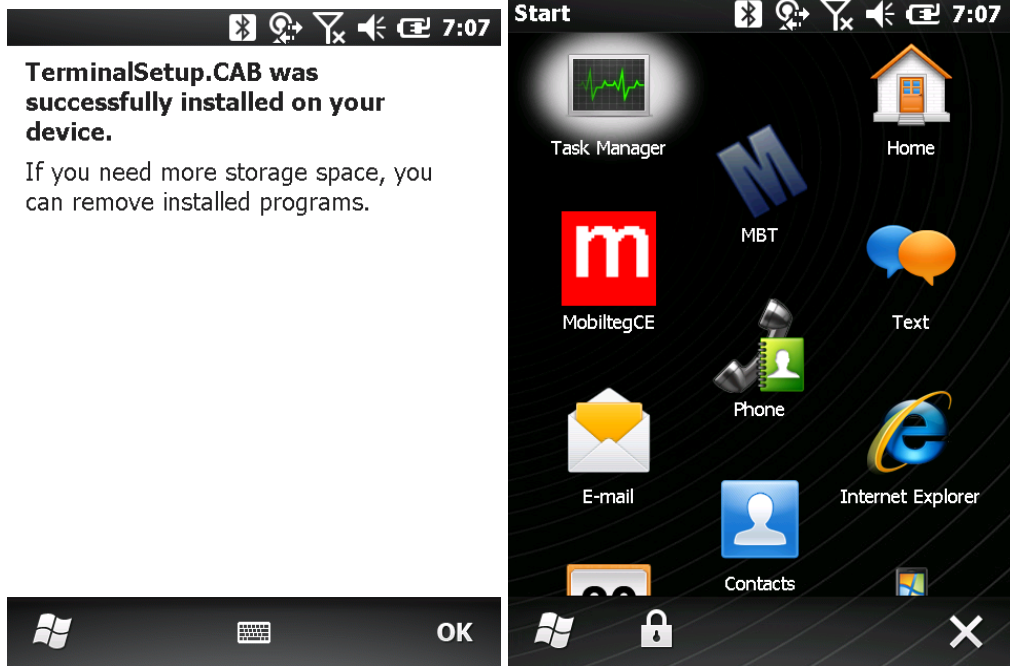 7:07
TerminalSetup.CAB was
successfully installed on your
device.
If you need more storage space, you
can remove installed programs.
OK
Start
7:07
Task Manager
Home
M
MBT
m
MobiltegCE
Text
Phone
E-mail
Internet Explorer
Contacts